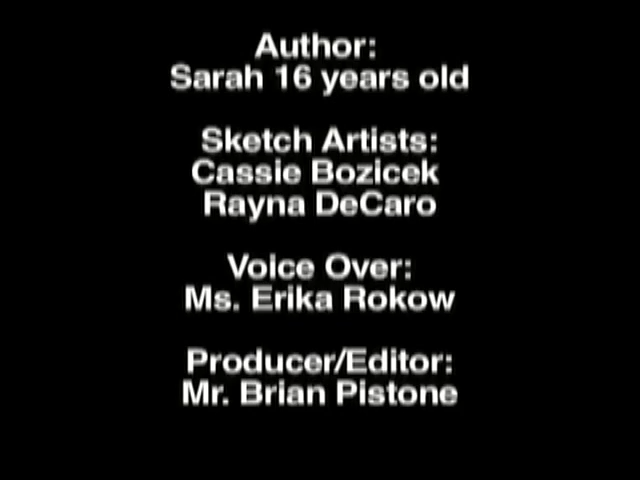 Author:
Sarah 16 years old
Sketch Artists:
Cassie Bozicek
Rayna DeCaro
Voice Over:
Ms. Erika Rokow
Producer/Editor:
Mr. Brian Pistone